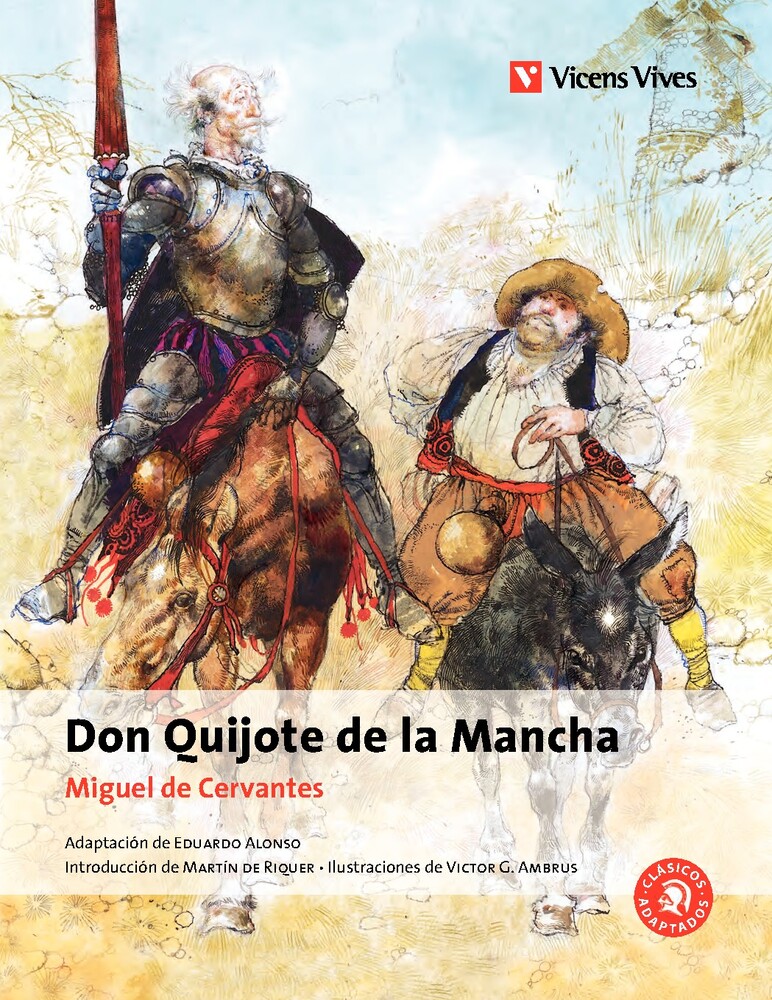 Vicens Vives
Don Quijote de la Mancha
Miguel de Cervantes
Adaptación de EDUARDO ALONSO
Introducción de MARTÍN DE RIQUER • Ilustraciones de VICTOR G. AMBRUS
CLÁSICOS
ADAPTADOS